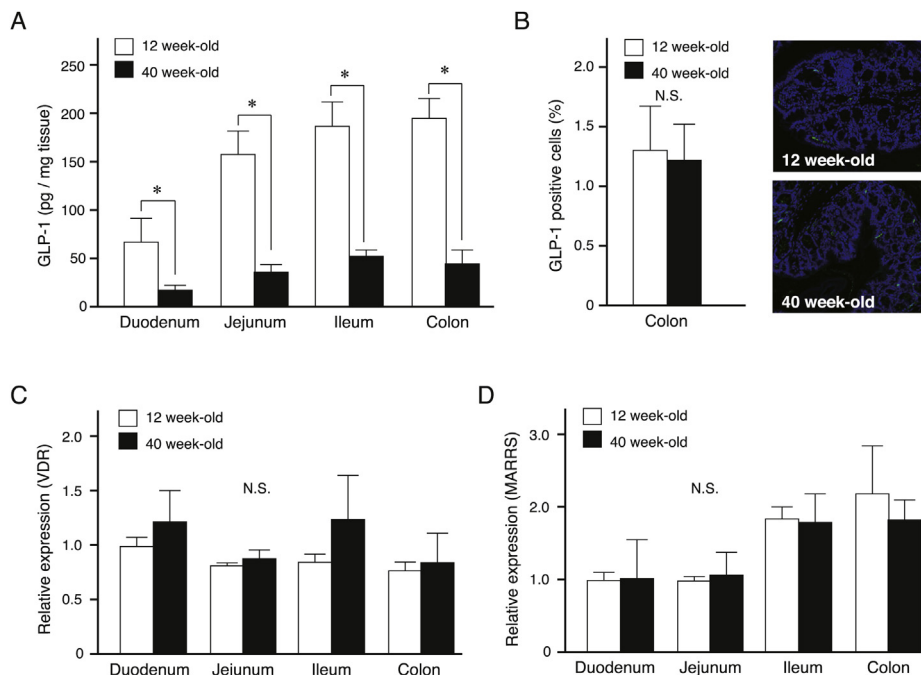 A
12 week-old
40 week-old
GLP-1 (pg / mg tissue)
250
200
150
100
50
0
*
*
*
*
Duodenum
Jejunum
Ileum
Colon
B
12 week-old
40 week-old
N.S.
GLP-1 positive cells (%)
2.0
1.5
1.0
0.5
0
Colon
12 week-old
40 week-old
C
12 week-old
40 week-old
Relative expression (VDR)
2.0
1.5
1.0
0.5
0
N.S.
Duodenum
Jejunum
Ileum
Colon
D
12 week-old
40 week-old
Relative expression (MARRS)
3.0
2.0
1.0
0
N.S.
Duodenum
Jejunum
Ileum
Colon